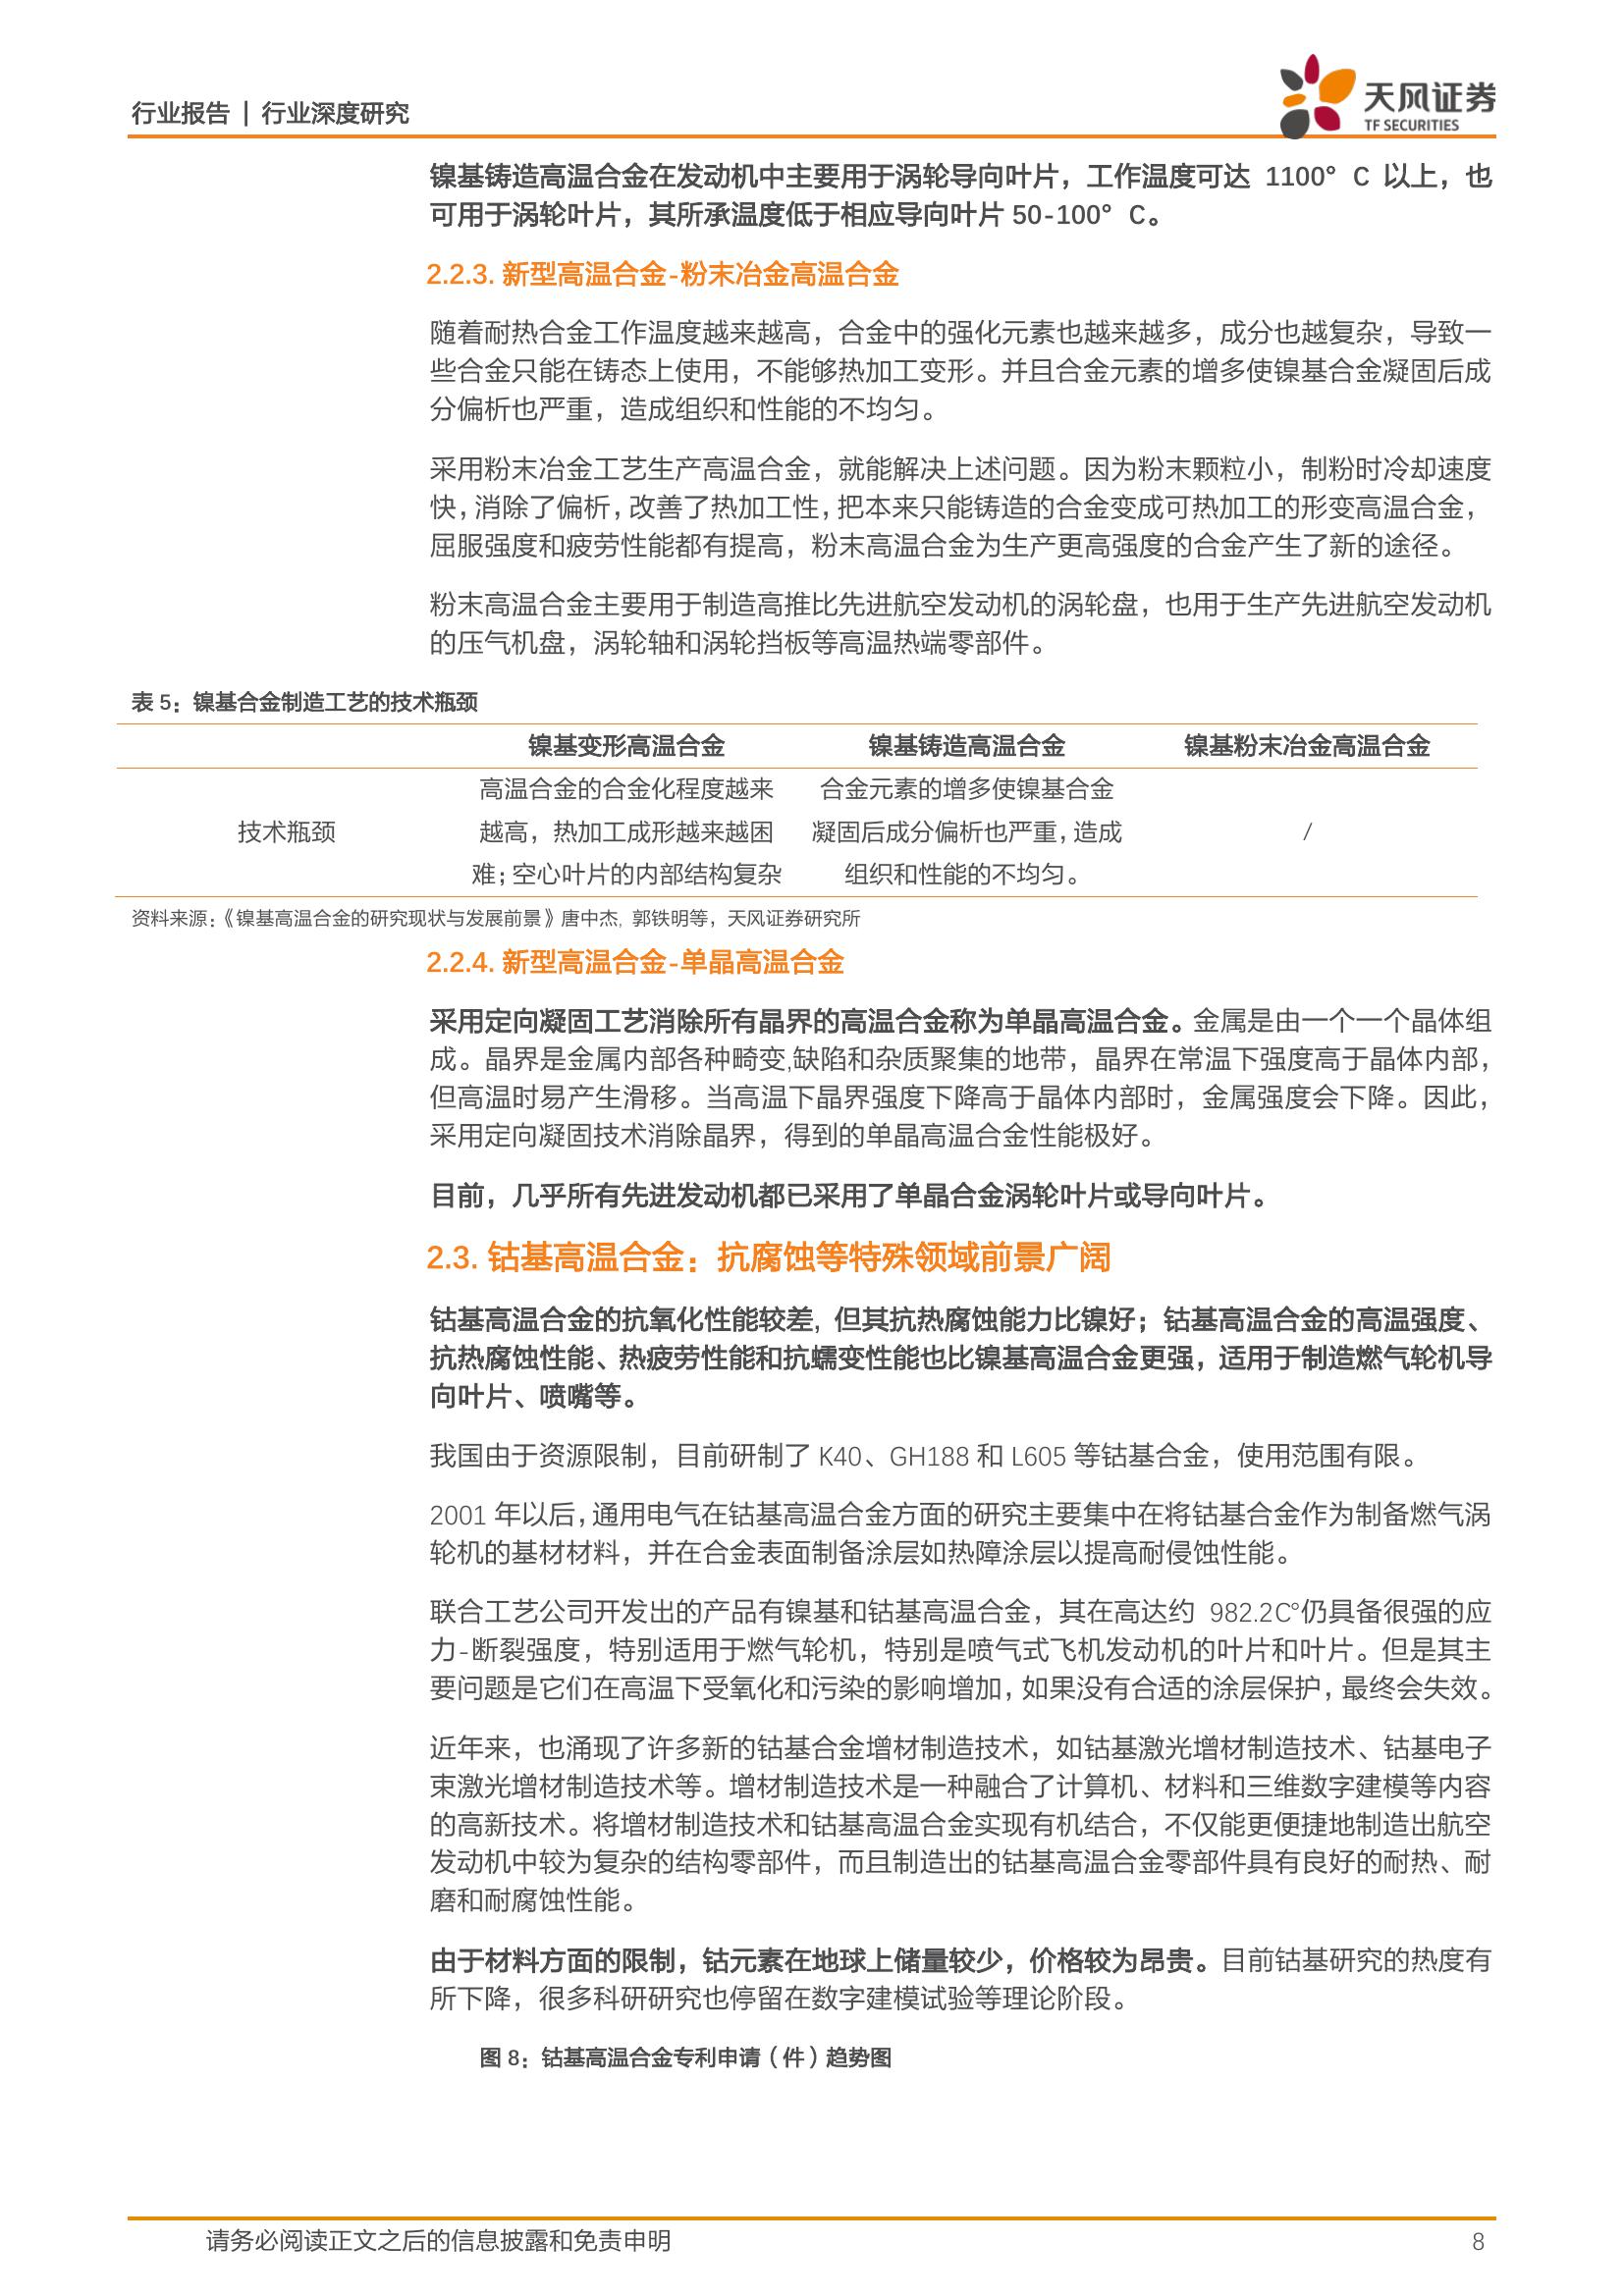 行业报告 | 行业深度研究
天风证券
TF SECURITIES
镍基铸造高温合金在发动机中主要用于涡轮导向叶片，工作温度可达 1100° C 以上，也
可用于涡轮叶片，其所承温度低于相应导向叶片 50-100° C。
2.2.3. 新型高温合金-粉末冶金高温合金
随着耐热合金工作温度越来越高，合金中的强化元素也越来越多，成分也越复杂，导致一
些合金只能在铸态上使用，不能够热加工变形。并且合金元素的增多使镍基合金凝固后成
分偏析也严重，造成组织和性能的不均匀。
采用粉末冶金工艺生产高温合金，就能解决上述问题。因为粉末颗粒小，制粉时冷却速度
快，消除了偏析，改善了热加工性，把本来只能铸造的合金变成可热加工的形变高温合金，
屈服强度和疲劳性能都有提高，粉末高温合金为生产更高强度的合金产生了新的途径。
粉末高温合金主要用于制造高推比先进航空发动机的涡轮盘，也用于生产先进航空发动机
的压气机盘，涡轮轴和涡轮挡板等高温热端零部件。
表 5：镍基合金制造工艺的技术瓶颈
镍基变形高温合金 镍基铸造高温合金 镍基粉末冶金高温合金
高温合金的合金化程度越来 合金元素的增多使镍基合金
技术瓶颈 越高，热加工成形越来越困 凝固后成分偏析也严重，造成 /
难；空心叶片的内部结构复杂 组织和性能的不均匀。
资料来源：《镍基高温合金的研究现状与发展前景》唐中杰, 郭铁明等，天风证券研究所
2.2.4. 新型高温合金-单晶高温合金
采用定向凝固工艺消除所有晶界的高温合金称为单晶高温合金。金属是由一个一个晶体组
成。晶界是金属内部各种畸变,缺陷和杂质聚集的地带，晶界在常温下强度高于晶体内部，
但高温时易产生滑移。当高温下晶界强度下降高于晶体内部时，金属强度会下降。因此，
采用定向凝固技术消除晶界，得到的单晶高温合金性能极好。
目前，几乎所有先进发动机都已采用了单晶合金涡轮叶片或导向叶片。
2.3. 钴基高温合金：抗腐蚀等特殊领域前景广阔
钴基高温合金的抗氧化性能较差, 但其抗热腐蚀能力比镍好；钴基高温合金的高温强度、
抗热腐蚀性能、热疲劳性能和抗蠕变性能也比镍基高温合金更强，适用于制造燃气轮机导
向叶片、喷嘴等。
我国由于资源限制，目前研制了 K40、GH188 和 L605 等钴基合金，使用范围有限。
2001 年以后，通用电气在钴基高温合金方面的研究主要集中在将钴基合金作为制备燃气涡
轮机的基材材料，并在合金表面制备涂层如热障涂层以提高耐侵蚀性能。
联合工艺公司开发出的产品有镍基和钴基高温合金，其在高达约 982.2C°仍具备很强的应
力-断裂强度，特别适用于燃气轮机，特别是喷气式飞机发动机的叶片和叶片。但是其主
要问题是它们在高温下受氧化和污染的影响增加，如果没有合适的涂层保护，最终会失效。
近年来，也涌现了许多新的钴基合金增材制造技术，如钴基激光增材制造技术、钴基电子
束激光增材制造技术等。增材制造技术是一种融合了计算机、材料和三维数字建模等内容
的高新技术。将增材制造技术和钴基高温合金实现有机结合，不仅能更便捷地制造出航空
发动机中较为复杂的结构零部件，而且制造出的钴基高温合金零部件具有良好的耐热、耐
磨和耐腐蚀性能。
由于材料方面的限制，钴元素在地球上储量较少，价格较为昂贵。目前钴基研究的热度有
所下降，很多科研研究也停留在数字建模试验等理论阶段。
图 8：钴基高温合金专利申请（件）趋势图
请务必阅读正文之后的信息披露和免责申明 8